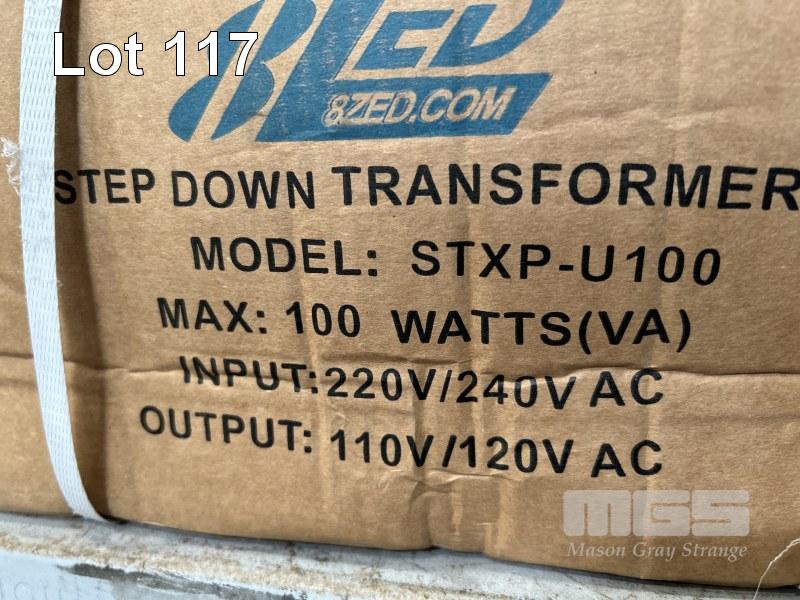 Lot 117
8ZED
8ZED.COM
STEP DOWN TRANSFORMER
MODEL: STXP-U100
MAX: 100 WATTS(VA)
INPUT:220V/240V AC
OUTPUT: 110V/120V AC
MGS
Mason Gray Strange